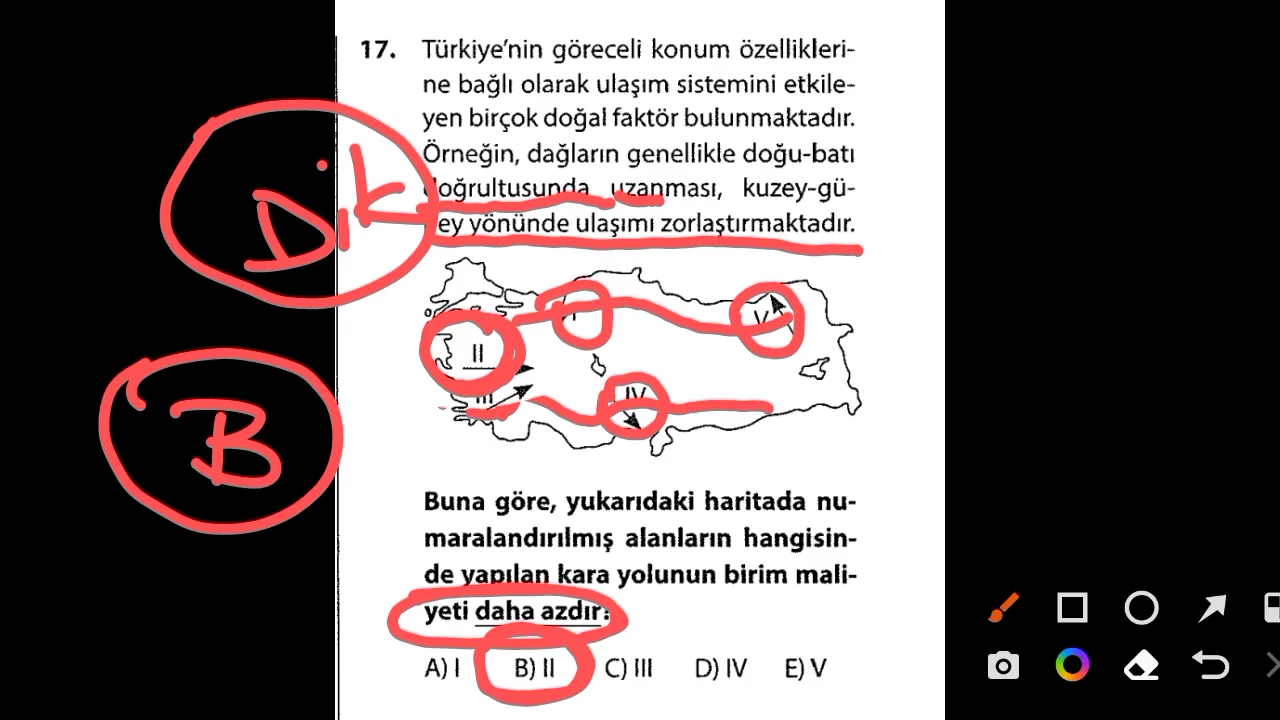 17. Türkiye'nin göreceli konum özellikleri-
ne bağlı olarak ulaşım sistemini etkile-
yen birçok doğal faktör bulunmaktadır.
Örneğin, dağların genellikle doğu-batı
doğrultusunda uzanması, kuzey-gü-
ey yönünde ulaşımı zorlaştırmaktadır.
Dik
I
V
II
III
IV
B
Buna göre, yukarıdaki haritada nu-
maralandırılmış alanların hangisin-
de yapılan kara yolunun birim mali-
yeti daha azdır?
A) I B) II C) III D) IV E) V